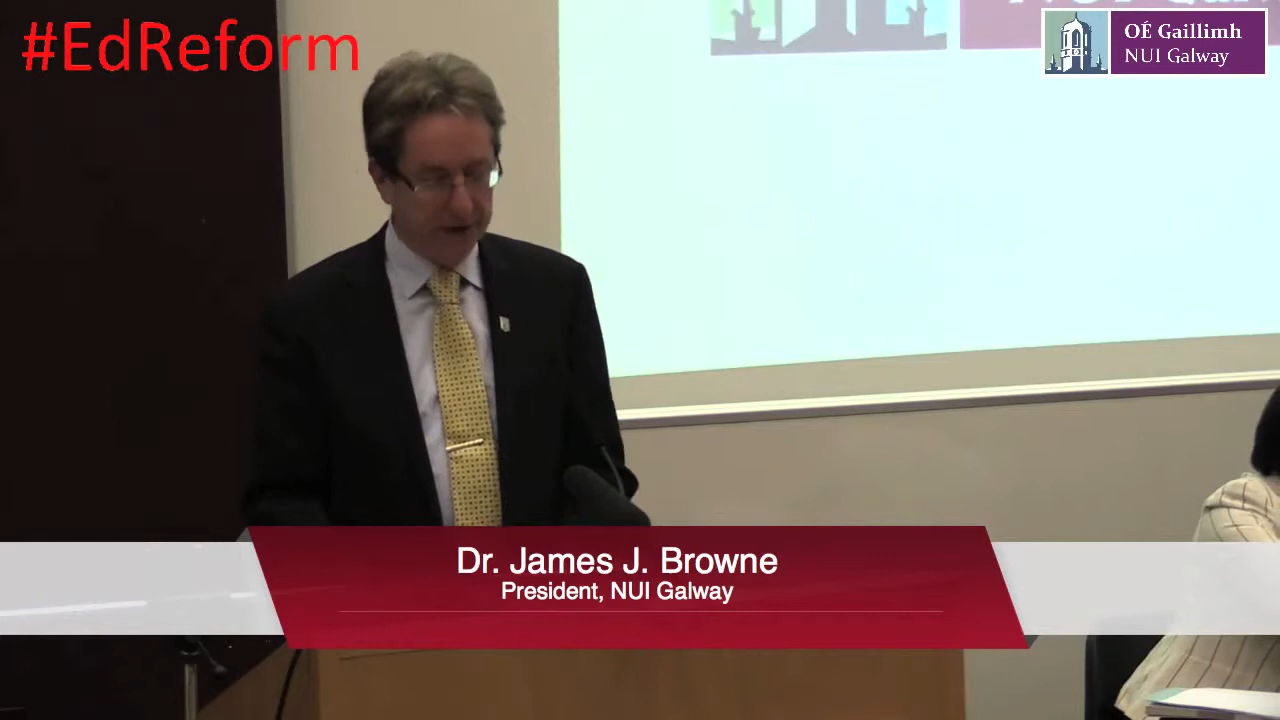 #EdReform
OÉ Gaillimh
NUI Galway
Dr. James J. Browne
President, NUI Galway